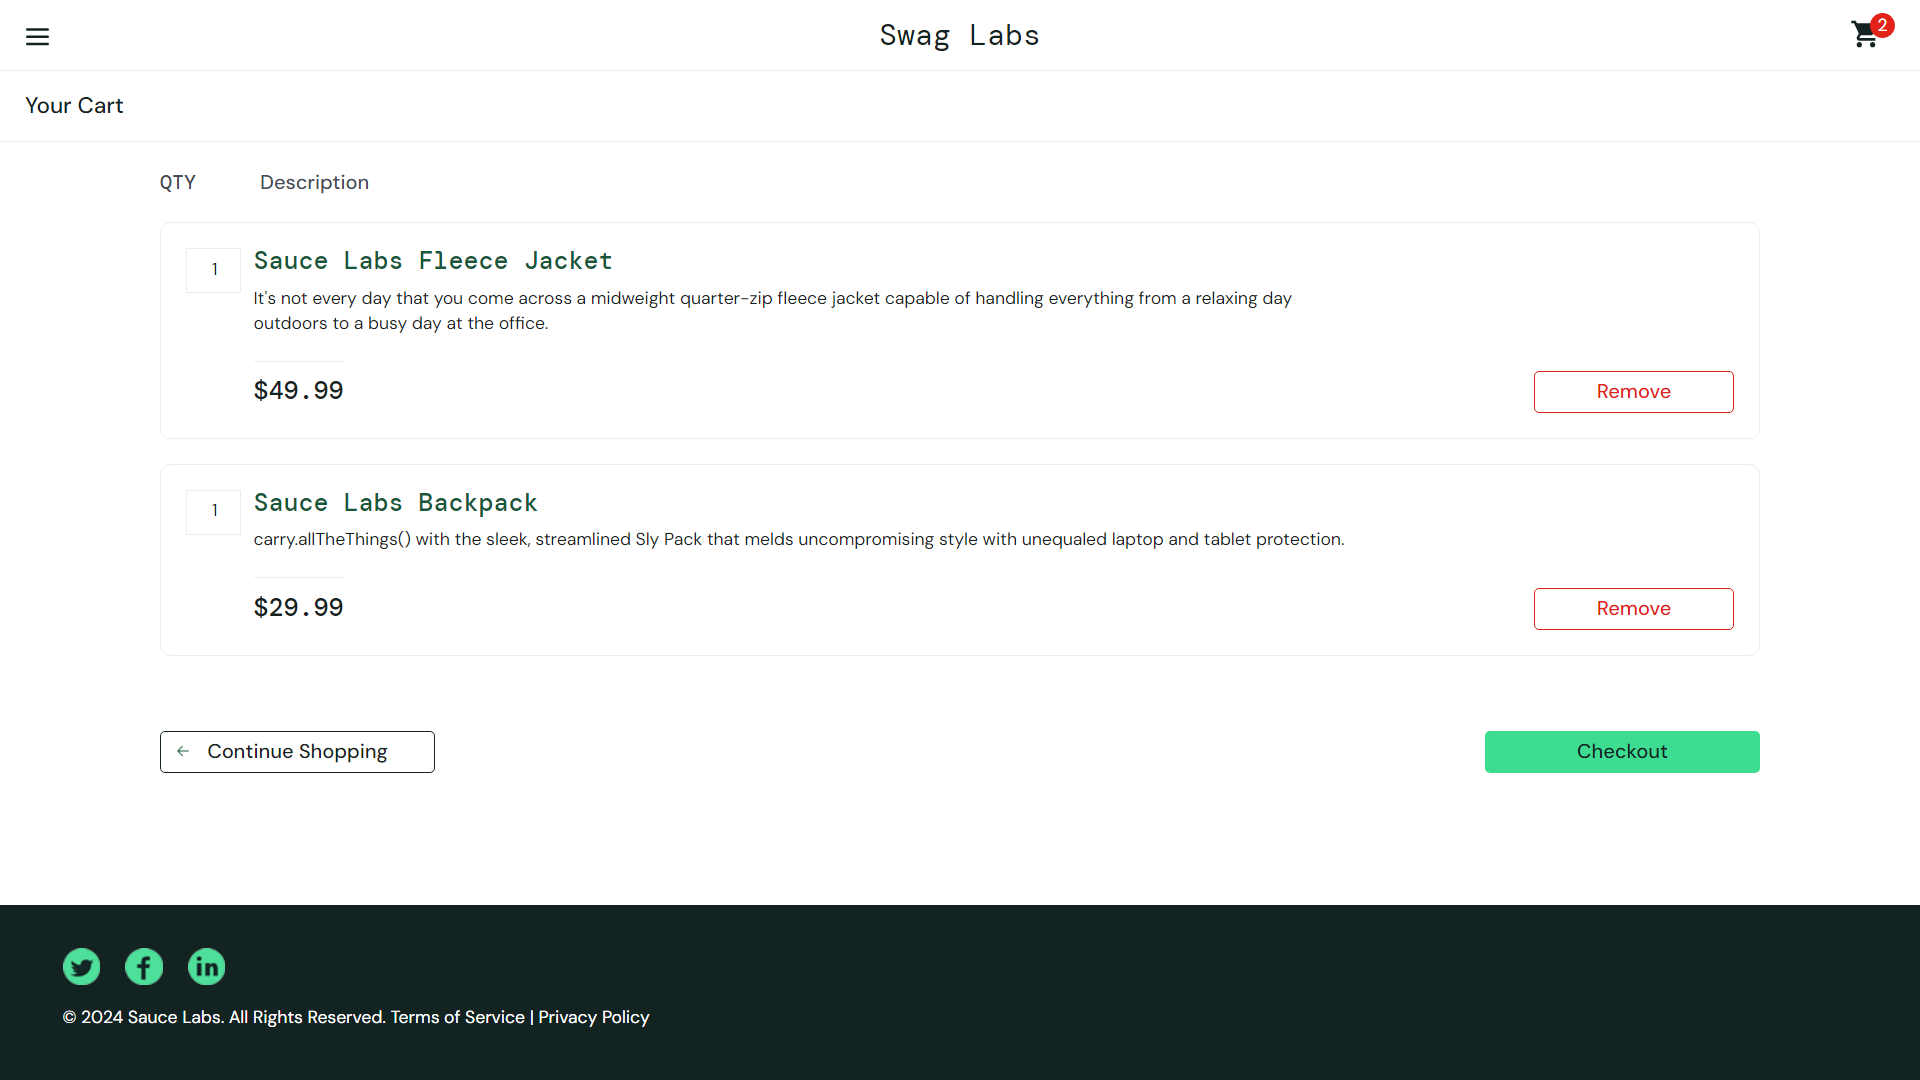 Swag Labs
2
Your Cart
QTY Description
1
Sauce Labs Fleece Jacket
It's not every day that you come across a midweight quarter-zip fleece jacket capable of handling everything from a relaxing day
outdoors to a busy day at the office.
$49.99
Remove
1
Sauce Labs Backpack
carry.allTheThings() with the sleek, streamlined Sly Pack that melds uncompromising style with unequaled laptop and tablet protection.
$29.99
Remove
Continue Shopping
Checkout
© 2024 Sauce Labs. All Rights Reserved. Terms of Service | Privacy Policy